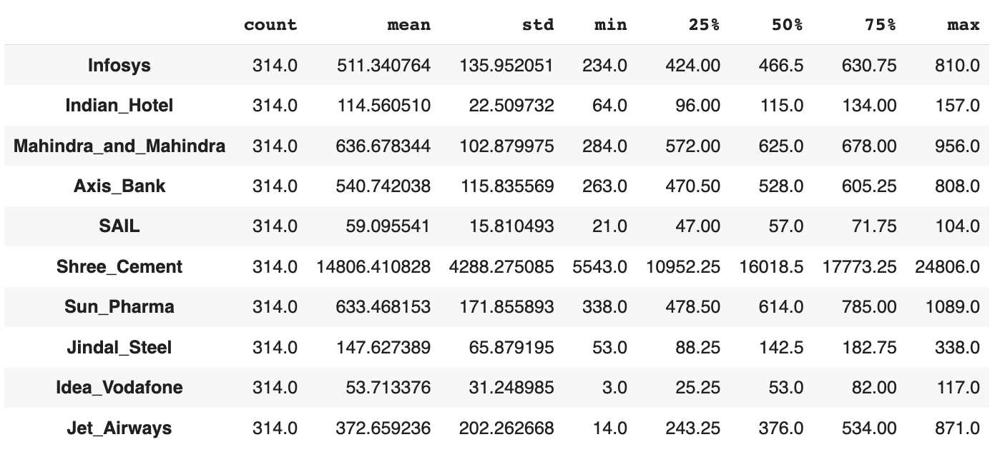 count mean std min 25% 50% 75% max
Infosys 314.0 511.340764 135.952051 234.0 424.00 466.5 630.75 810.0
Indian_Hotel 314.0 114.560510 22.509732 64.0 96.00 115.0 134.00 157.0
Mahindra_and_Mahindra 314.0 636.678344 102.879975 284.0 572.00 625.0 678.00 956.0
Axis_Bank 314.0 540.742038 115.835569 263.0 470.50 528.0 605.25 808.0
SAIL 314.0 59.095541 15.810493 21.0 47.00 57.0 71.75 104.0
Shree_Cement 314.0 14806.410828 4288.275085 5543.0 10952.25 16018.5 17773.25 24806.0
Sun_Pharma 314.0 633.468153 171.855893 338.0 478.50 614.0 785.00 1089.0
Jindal_Steel 314.0 147.627389 65.879195 53.0 88.25 142.5 182.75 338.0
Idea_Vodafone 314.0 53.713376 31.248985 3.0 25.25 53.0 82.00 117.0
Jet_Airways 314.0 372.659236 202.262668 14.0 243.25 376.0 534.00 871.0